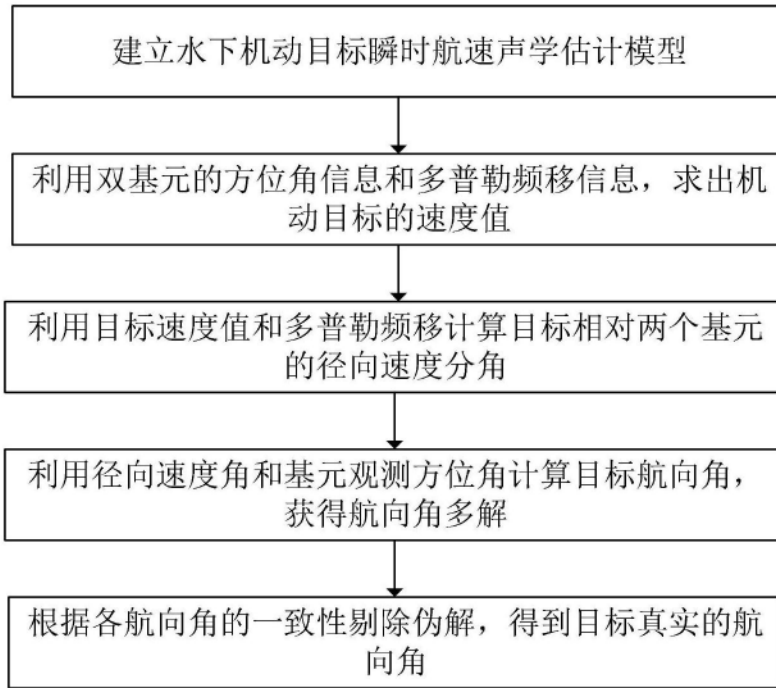 建立水下机动目标瞬时航速声学估计模型
利用双基元的方位角信息和多普勒频移信息，求出机
动目标的速度值
利用目标速度值和多普勒频移计算目标相对两个基元
的径向速度分角
利用径向速度角和基元观测方位角计算目标航向角，
获得航向角多解
根据各航向角的一致性剔除伪解，得到目标真实的航
向角